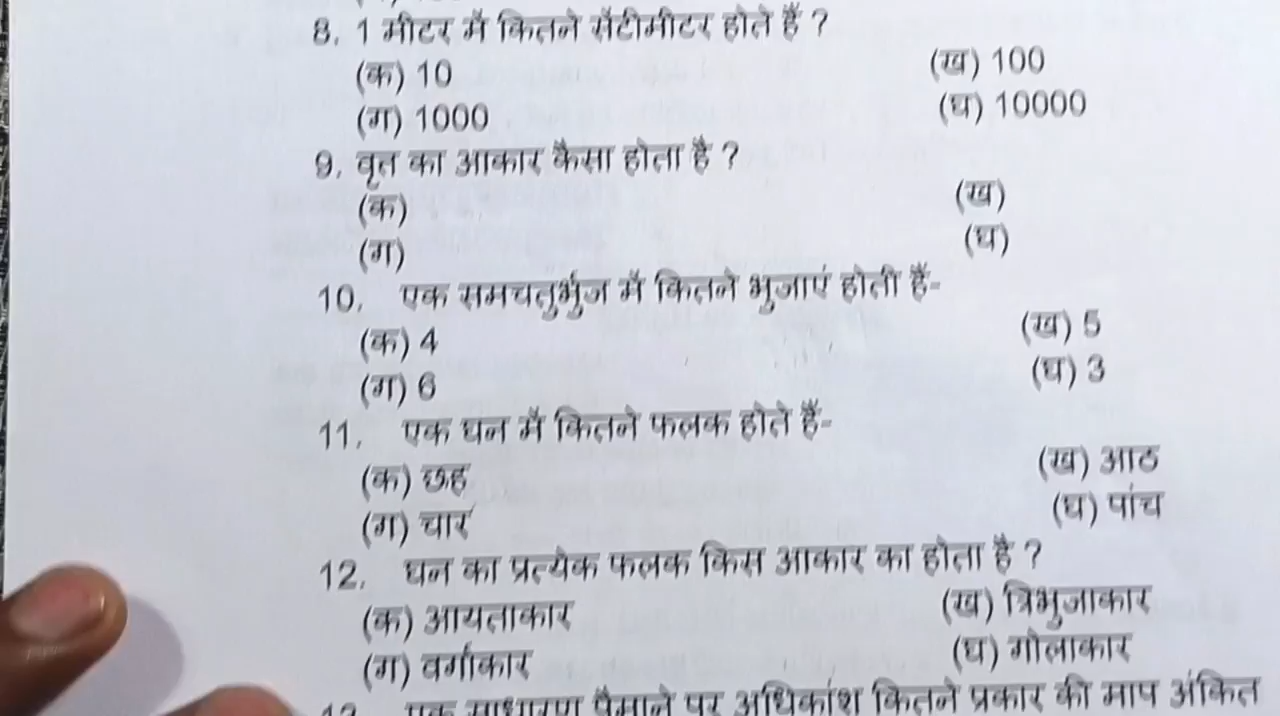 8. 1 मीटर में कितने सेंटीमीटर होते हैं ?
(क) 10 (ख) 100
(ग) 1000 (घ) 10000
9. वृत का आकार कैसा होता है ?
(क) (ख)
(ग) (घ)
10. एक समचतुर्भुज में कितने भुजाएं होती हैं-
(क) 4 (ख) 5
(ग) 6 (घ) 3
11. एक घन में कितने फलक होते हैं-
(क) छह (ख) आठ
(ग) चार (घ) पांच
12. घन का प्रत्येक फलक किस आकार का होता है ?
(क) आयताकार (ख) त्रिभुजाकार
(ग) वर्गाकार (घ) गोलाकार
13. एक साधारण पैमाने पर अधिकांश कितने प्रकार की माप अंकित